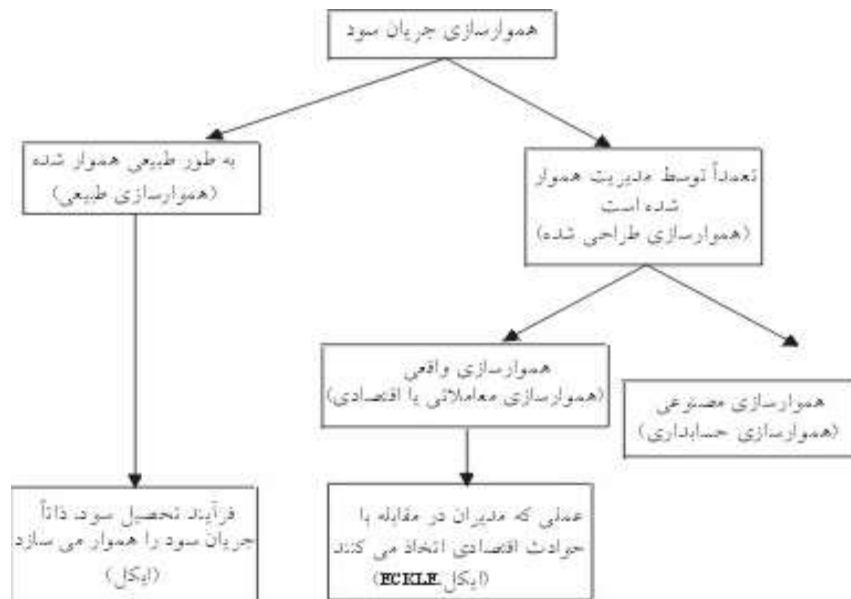 هموارسازی جریان سود
به طور طبیعی هموار شده
(هموارسازی طبیعی)
تعمداً توسط مدیریت هموار
شده است
(هموارسازی طراحی شده)
هموارسازی واقعی
(هموارسازی معاملاتی یا اقتصادی)
هموارسازی مصنوعی
(هموارسازی حسابداری)
فرآیند تحصیل سود، ذاتاً
جریان سود را هموار می سازد
(ایکل)
عملی که مدیران در مقابله با
حوادث اقتصادی اتخاذ می کنند
(ایکل ECKLE)